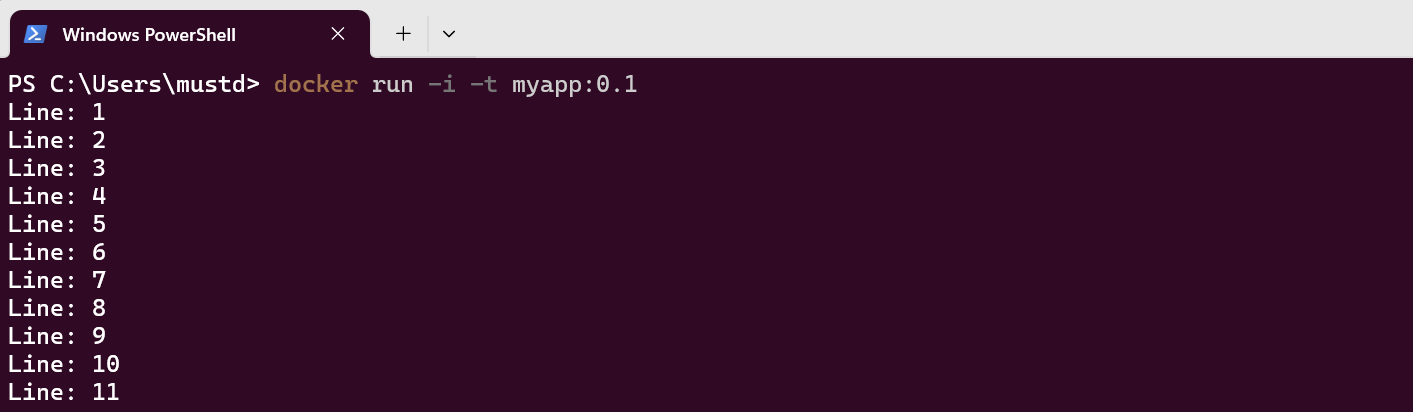 Windows PowerShell
PS C:\Users\mustd> docker run -i -t myapp:0.1
Line: 1
Line: 2
Line: 3
Line: 4
Line: 5
Line: 6
Line: 7
Line: 8
Line: 9
Line: 10
Line: 11